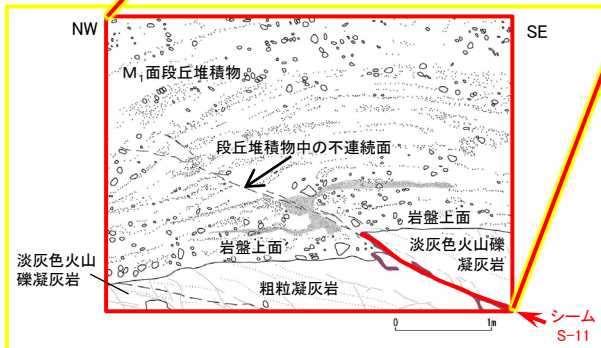 NW
SE
M₁面段丘堆積物
段丘堆積物中の不連続面
岩盤上面
淡灰色火山礫
凝灰岩
岩盤上面
淡灰色火山
礫凝灰岩
粗粒凝灰岩
シーム
S-11
0 1m